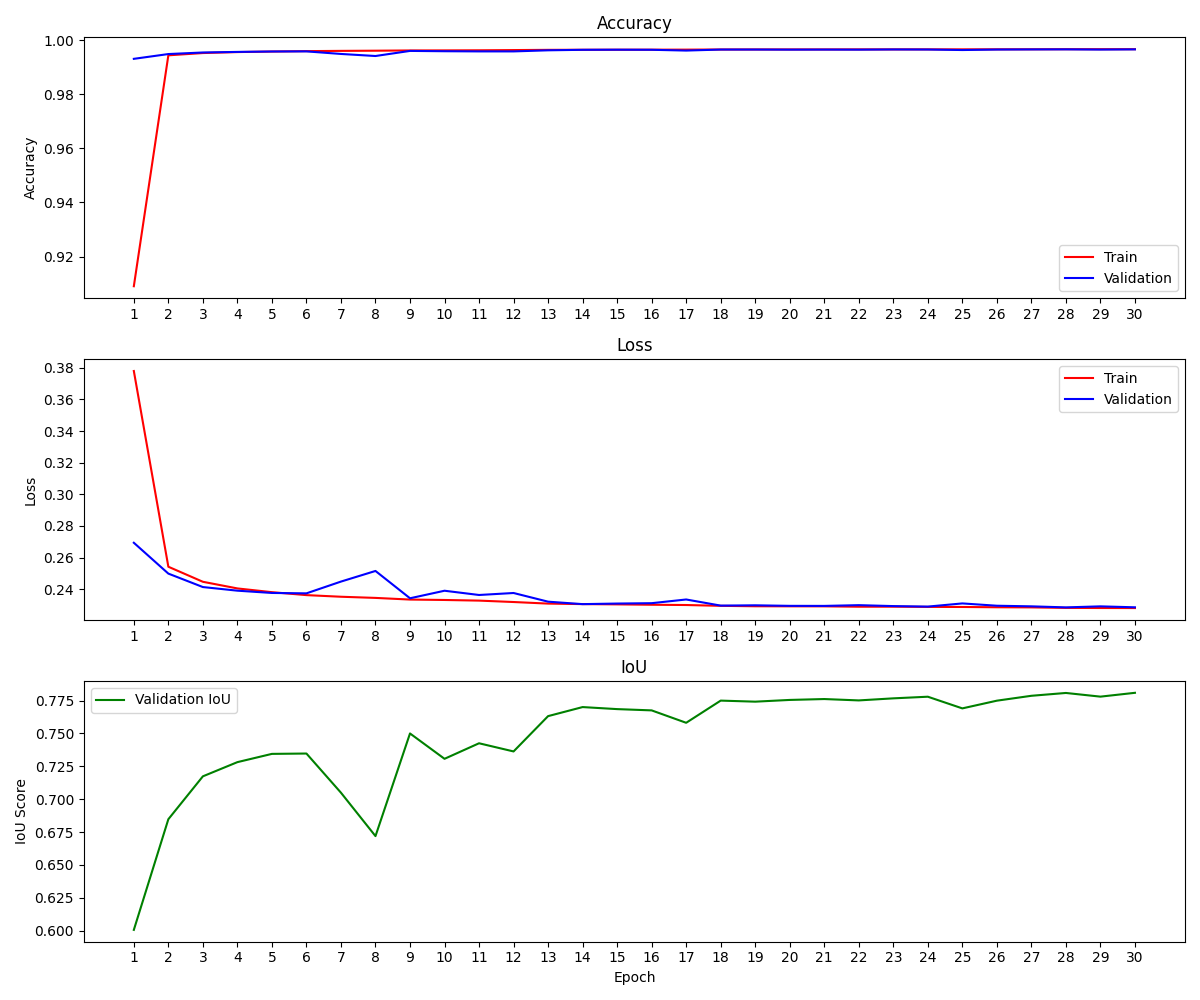 Accuracy
1.00
0.98
0.96
0.94
0.92
Accuracy
Train
Validation
1 2 3 4 5 6 7 8 9 10 11 12 13 14 15 16 17 18 19 20 21 22 23 24 25 26 27 28 29 30
Loss
0.38
0.36
0.34
0.32
0.30
0.28
0.26
0.24
Loss
Train
Validation
1 2 3 4 5 6 7 8 9 10 11 12 13 14 15 16 17 18 19 20 21 22 23 24 25 26 27 28 29 30
IoU
0.775
0.750
0.725
0.700
0.675
0.650
0.625
0.600
IoU Score
Validation IoU
1 2 3 4 5 6 7 8 9 10 11 12 13 14 15 16 17 18 19 20 21 22 23 24 25 26 27 28 29 30
Epoch